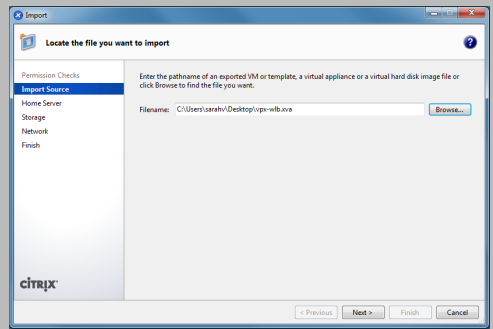 Import
Locate the file you want to import
Permission Checks
Import Source
Home Server
Storage
Network
Finish
Enter the pathname of an exported VM or template, a virtual appliance or a virtual hard disk image file or
click Browse to find the file you want.
Filename: C:\Users\sarahv\Desktop\vpx-wlb.xva Browse...
CITRIX
< Previous Next > Finish Cancel